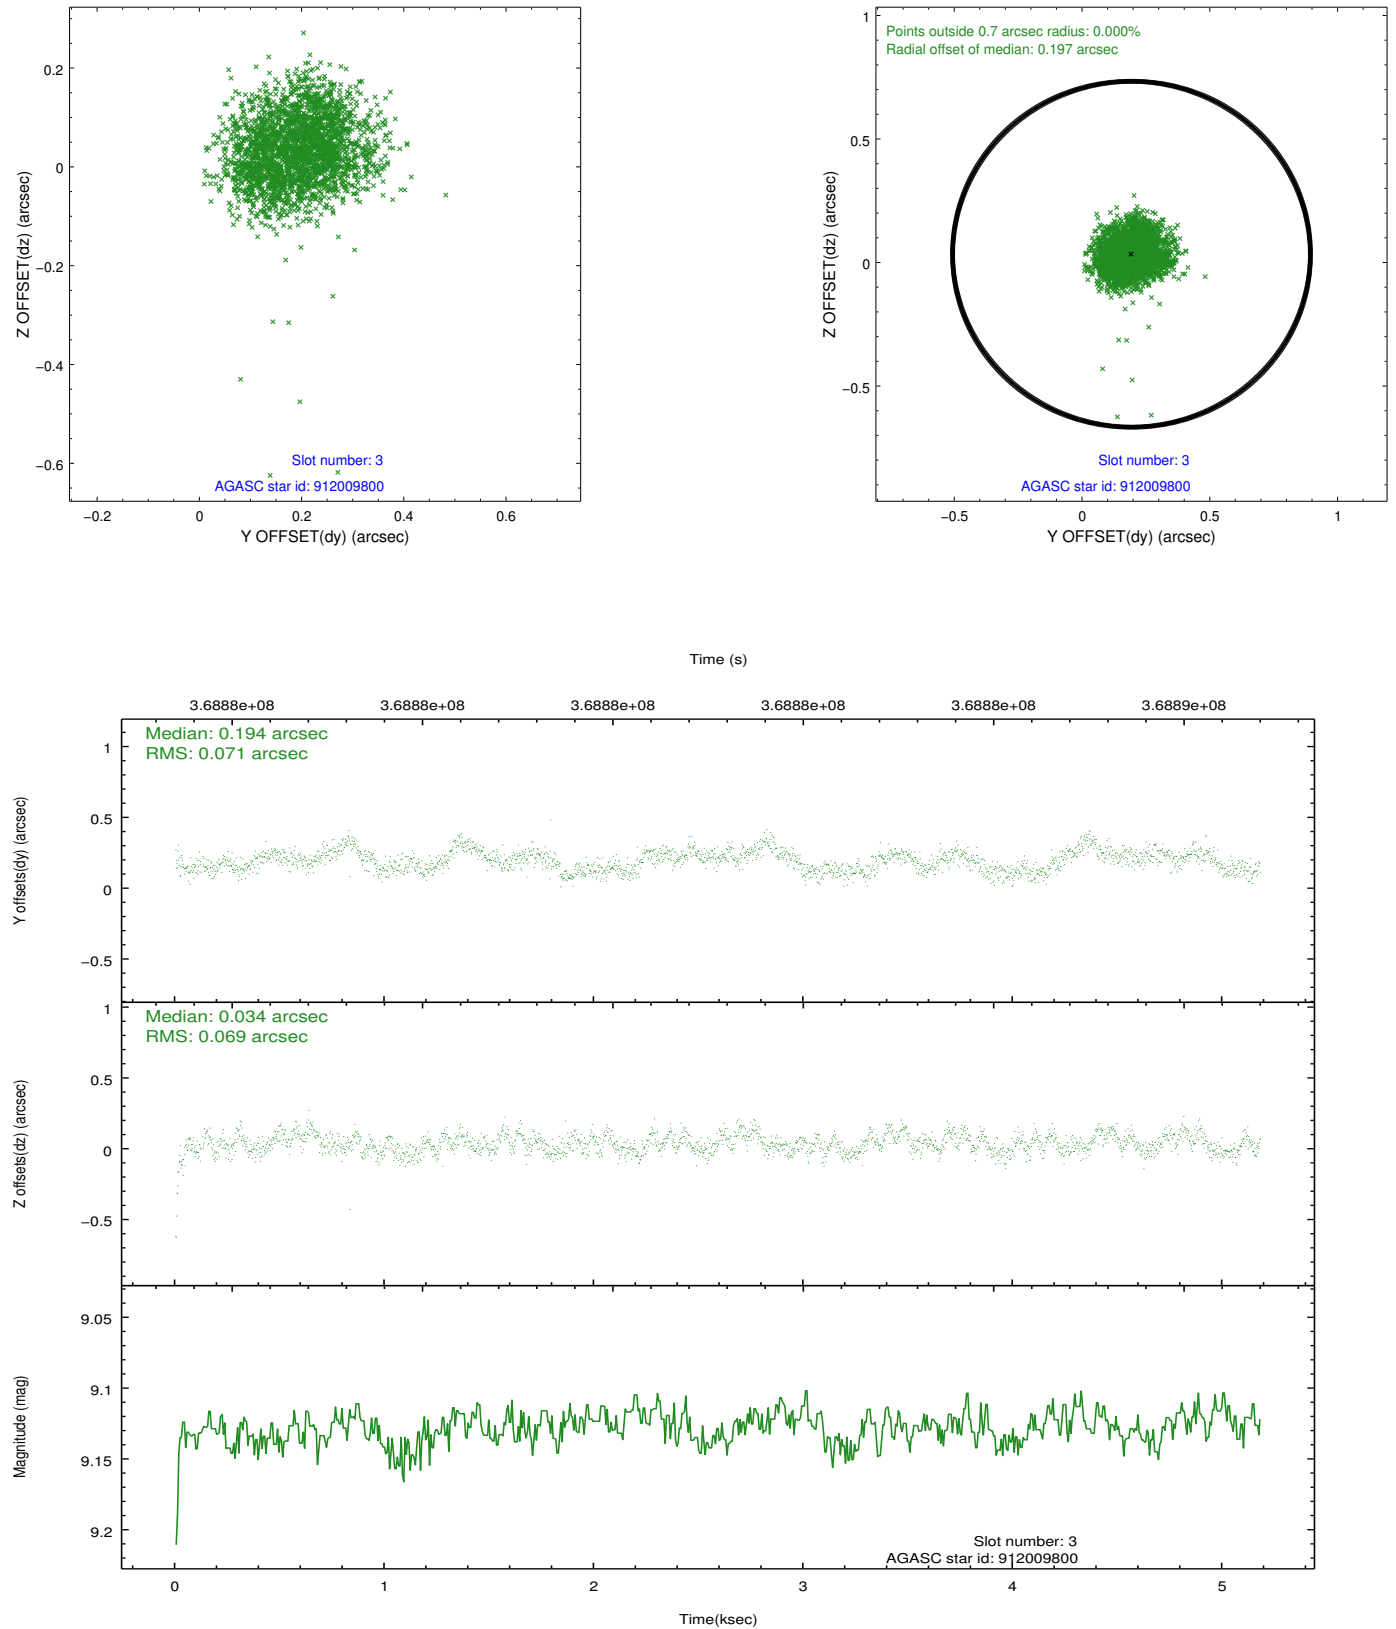 0.2
0
−0.2
−0.4
−0.6
Z OFFSET(dz) (arcsec)
Slot number: 3
AGASC star id: 912009800
−0.2 0 0.2 0.4 0.6
Y OFFSET(dy) (arcsec)
Points outside 0.7 arcsec radius: 0.000%
Radial offset of median: 0.197 arcsec
1
0.5
0
−0.5
Z OFFSET(dz) (arcsec)
Slot number: 3
AGASC star id: 912009800
−0.5 0 0.5 1
Y OFFSET(dy) (arcsec)
Time (s)
3.6888e+08 3.6888e+08 3.6888e+08 3.6888e+08 3.6888e+08 3.6889e+08
Median: 0.194 arcsec
RMS: 0.071 arcsec
1
0.5
0
−0.5
Y offsets(dy) (arcsec)
Median: 0.034 arcsec
RMS: 0.069 arcsec
1
0.5
0
−0.5
Z offsets(dz) (arcsec)
9.05
9.1
9.15
9.2
Magnitude (mag)
Slot number: 3
AGASC star id: 912009800
0 1 2 3 4 5
Time(ksec)